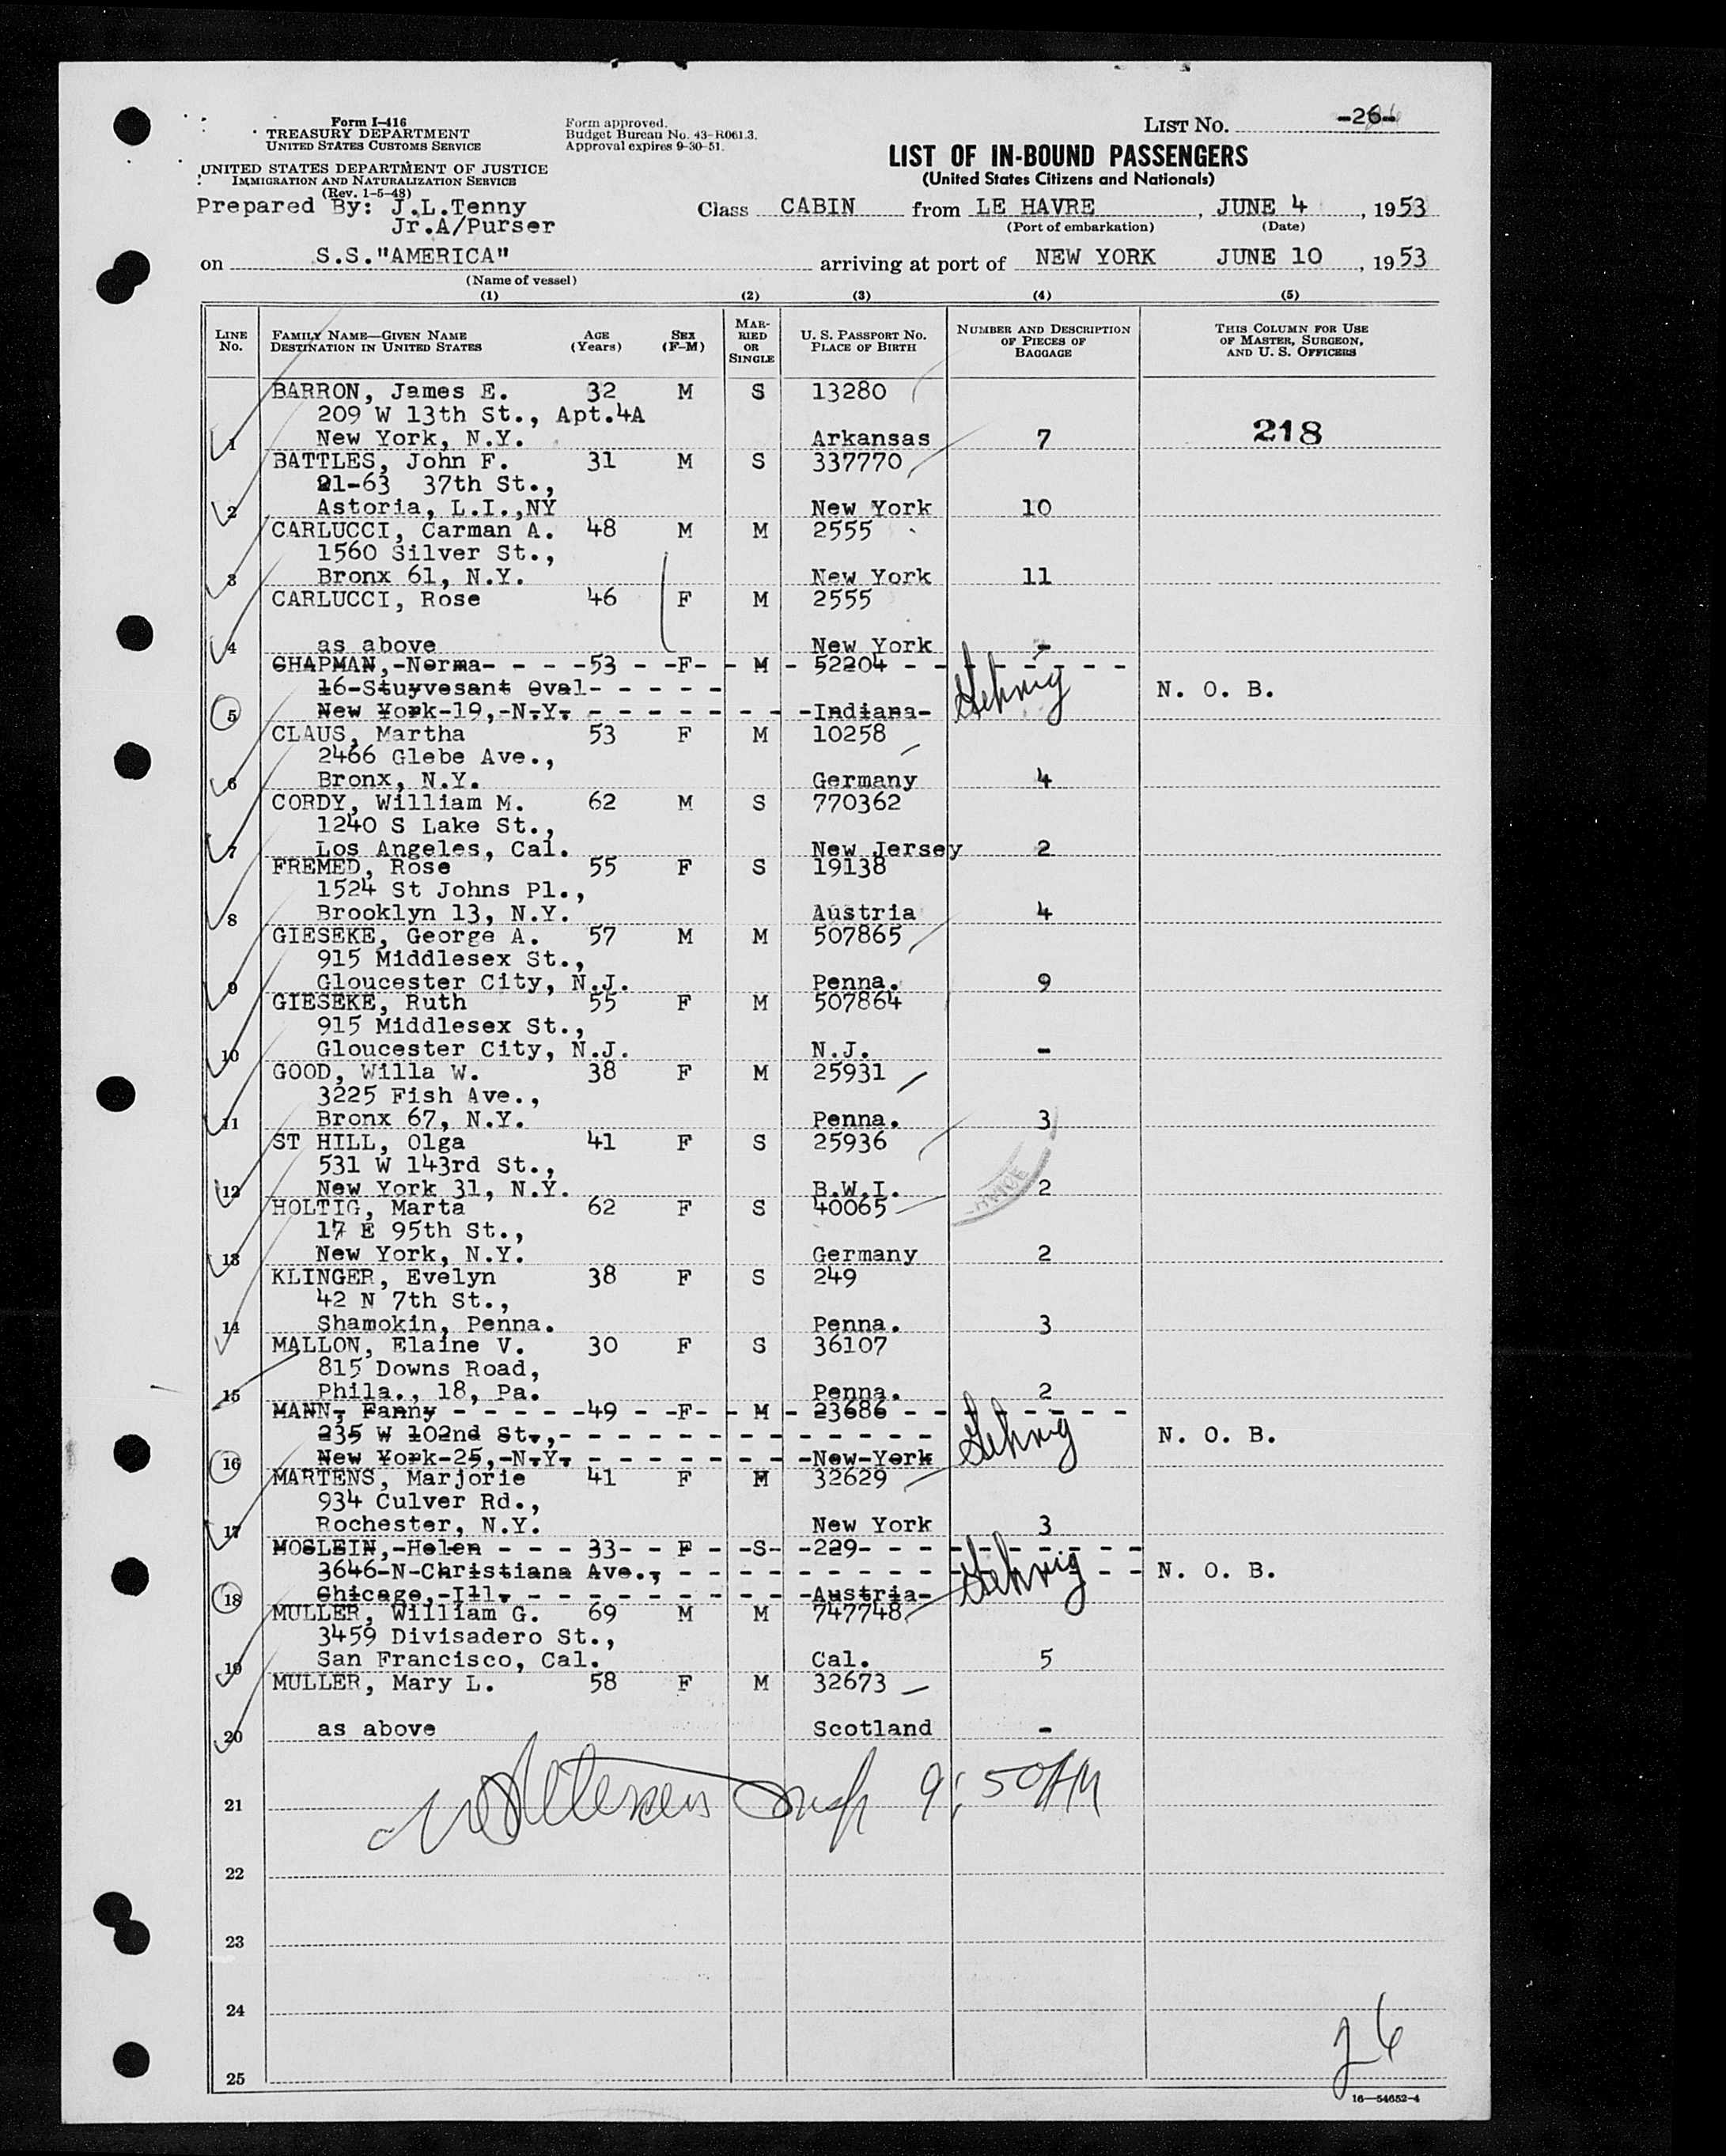 Form I-416
TREASURY DEPARTMENT
UNITED STATES CUSTOMS SERVICE
UNITED STATES DEPARTMENT OF JUSTICE
IMMIGRATION AND NATURALIZATION SERVICE
(Rev. 1-5-48)
Form approved.
Budget Bureau No. 43-R061.3.
Approval expires 9-30-51.
LIST NO. -26-
LIST OF IN-BOUND PASSENGERS
(United States Citizens and Nationals)
Prepared By: J.L.Tenny
Jr.A/Purser
Class CABIN from LE HAVRE, JUNE 4, 1953
(Port of embarkation) (Date)
on S.S."AMERICA" arriving at port of NEW YORK JUNE 10, 1953
(Name of vessel)
(1) (2) (3) (4) (5)
LINE NO.
FAMILY NAME—GIVEN NAME
DESTINATION IN UNITED STATES
AGE (Years)
SEX (F-M)
MARRIED OR SINGLE
U. S. PASSPORT NO.
PLACE OF BIRTH
NUMBER AND DESCRIPTION OF PIECES OF BAGGAGE
THIS COLUMN FOR USE OF MASTER, SURGEON, AND U. S. OFFICERS
BARRON, James E. 32 M S 13280
209 W 13th St., Apt.4A
1 New York, N.Y. Arkansas 7 218
BATTLES, John F. 31 M S 337770
21-63 37th St.,
2 Astoria, L.I.,NY New York 10
CARLUCCI, Carman A. 48 M M 2555
1560 Silver St.,
3 Bronx 61, N.Y. New York 11
CARLUCCI, Rose 46 F M 2555
4 as above New York -
CHAPMAN,-Norma- - - -53 - -F- - M - 52204 - - - - - - - -
16-Stuyvesant Oval- - - - - N. O. B.
5 New York-19,-N.Y. - - - - - - - -Indiana-
CLAUS, Martha 53 F M 10258
2466 Glebe Ave.,
6 Bronx, N.Y. Germany 4
CORDY, William M. 62 M S 770362
1240 S Lake St.,
7 Los Angeles, Cal. New Jersey 2
FREMED, Rose 55 F S 19138
1524 St Johns Pl.,
8 Brooklyn 13, N.Y. Austria 4
GIESEKE, George A. 57 M M 507865
915 Middlesex St.,
9 Gloucester City, N.J. Penna. 9
GIESEKE, Ruth 55 F M 507864
915 Middlesex St.,
10 Gloucester City, N.J. N.J. -
GOOD, Willa W. 38 F M 25931
3225 Fish Ave.,
11 Bronx 67, N.Y. Penna. 3
ST HILL, Olga 41 F S 25936
531 W 143rd St.,
12 New York 31, N.Y. B.W.I. 2
HOLTIG, Marta 62 F S 40065
17 E 95th St.,
13 New York, N.Y. Germany 2
KLINGER, Evelyn 38 F S 249
42 N 7th St.,
14 Shamokin, Penna. Penna. 3
MALLON, Elaine V. 30 F S 36107
815 Downs Road,
15 Phila., 18, Pa. Penna. 2
MANN, Fanny - - - - -49 - -F- - M - 23686 - - - - - - - -
235 W 102nd St.,- - - - - - - - - - - - - N. O. B.
16 New York-25,-N.Y. - - - - - - - -New-York
MARTENS, Marjorie 41 F M 32629
934 Culver Rd.,
17 Rochester, N.Y. New York 3
MOSLEIN,-Helen - - - 33- - F - -S- -229- - - - - - - - -
3646-N-Christiana Ave., - - - - - - - - - - - N. O. B.
18 Chicago,-Ill. - - - - - - - - - -Austria-
MULLER, William G. 69 M M 747748
3459 Divisadero St.,
19 San Francisco, Cal. Cal. 5
MULLER, Mary L. 58 F M 32673
20 as above Scotland -
9:50AM
21
22
23
24
26
25
16—54652-4